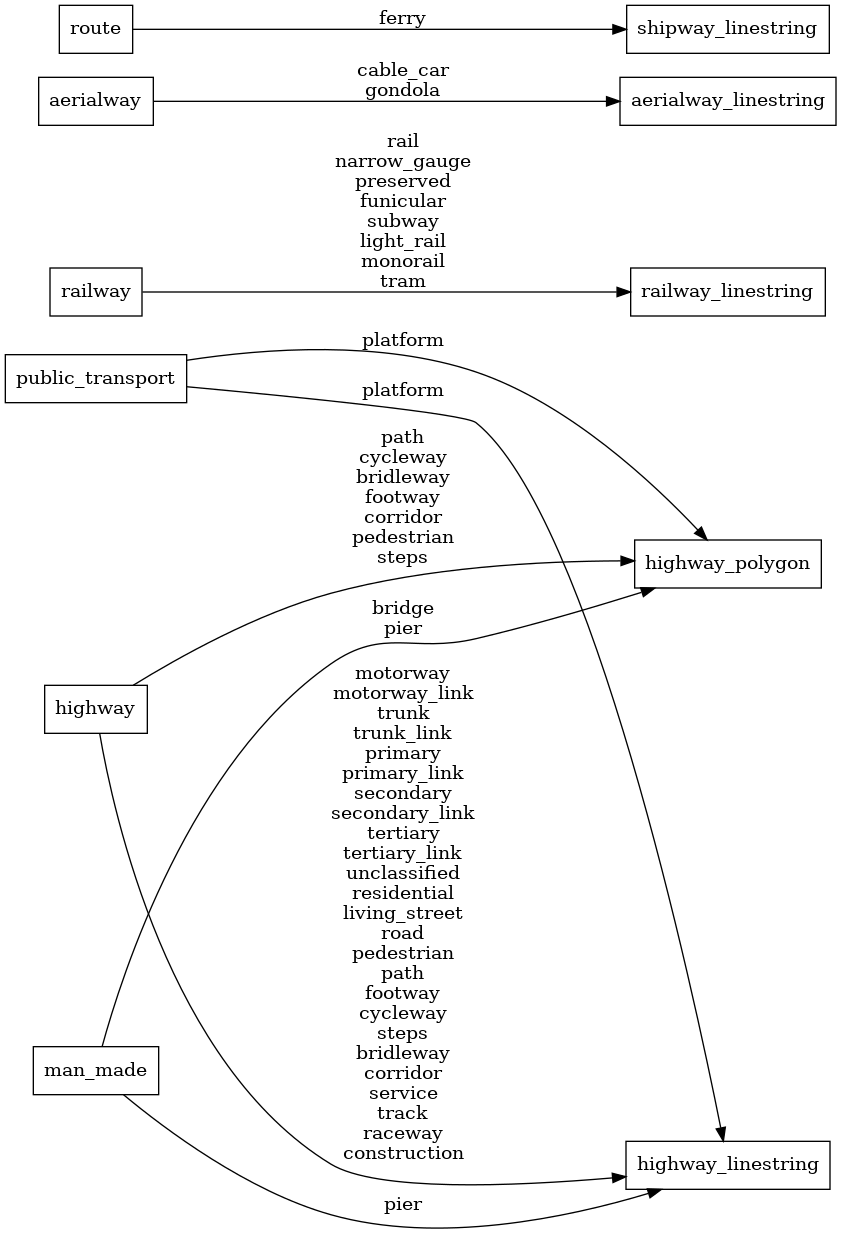 route
ferry
shipway_linestring
aerialway
cable_car
gondola
aerialway_linestring
rail
narrow_gauge
preserved
funicular
subway
light_rail
monorail
tram
railway
railway_linestring
public_transport
platform
platform
path
cycleway
bridleway
footway
corridor
pedestrian
steps
highway_polygon
bridge
pier
highway
motorway
motorway_link
trunk
trunk_link
primary
primary_link
secondary
secondary_link
tertiary
tertiary_link
unclassified
residential
living_street
road
pedestrian
path
footway
cycleway
steps
bridleway
corridor
service
track
raceway
construction
man_made
highway_linestring
pier